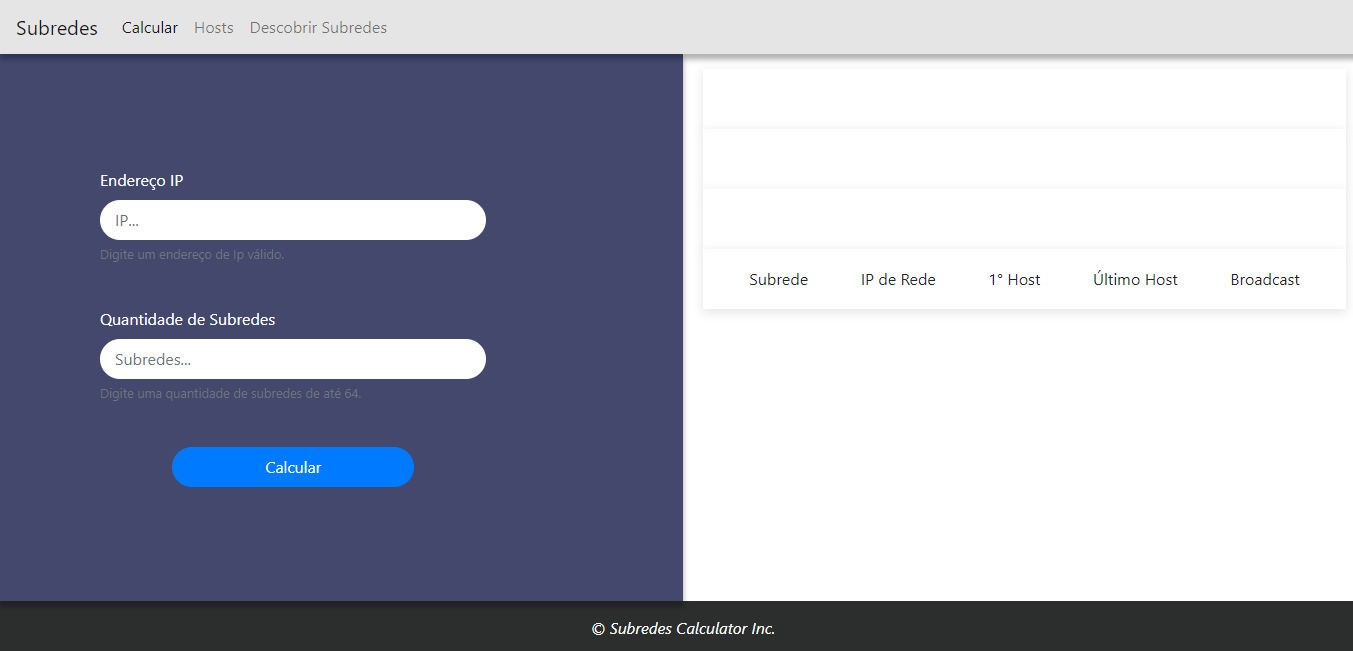 Subredes Calcular Hosts Descobrir Subredes
Endereço IP
IP...
Digite um endereço de Ip válido.
Quantidade de Subredes
Subredes...
Digite uma quantidade de subredes de até 64.
Calcular
Subrede IP de Rede 1° Host Último Host Broadcast
© Subredes Calculator Inc.